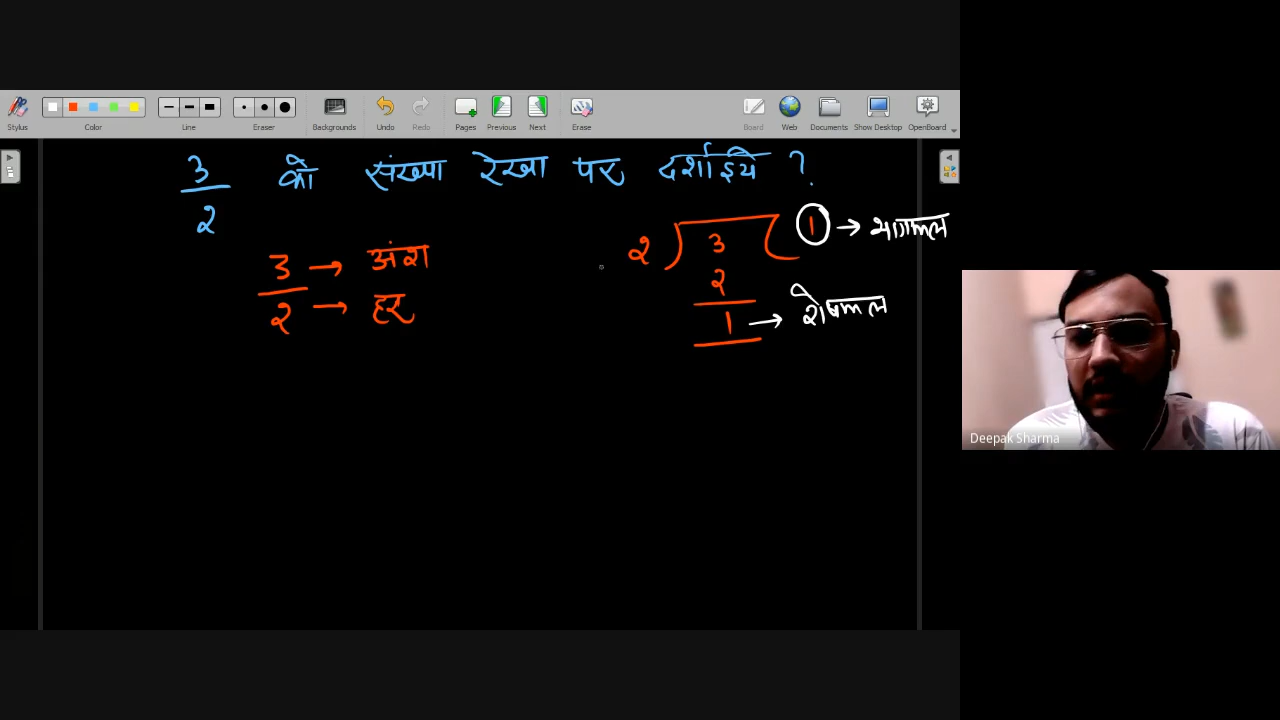 Stylus Color Line Eraser Backgrounds Undo Redo Pages Previous Next Erase Board Web Documents Show Desktop OpenBoard
3/2 को संख्या रेखा पर दर्शाइये ?
3 → अंश
2 → हर
2 ) 3 ( 1 → भागफल
2
1 → शेषफल
Deepak Sharma